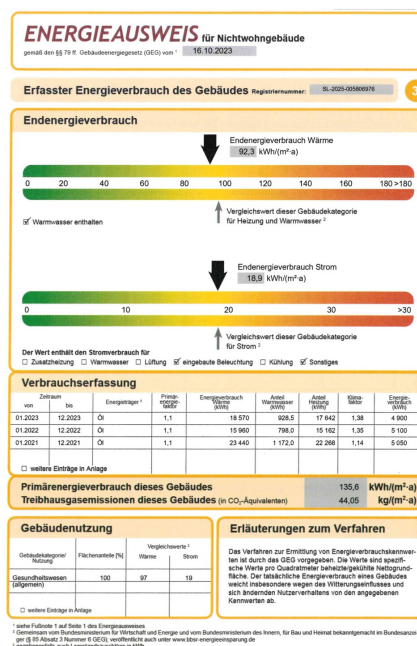 ENERGIEAUSWEIS für Nichtwohngebäude
gemäß den §§ 79 ff. Gebäudeenergiegesetz (GEG) vom ¹ 16.10.2023
Erfasster Energieverbrauch des Gebäudes Registriernummer: SL-2025-005806976 3
Endenergieverbrauch
Endenergieverbrauch Wärme
92,3 kWh/(m²·a)
0 20 40 60 80 100 120 140 160 180 >180
☑ Warmwasser enthalten
Vergleichswert dieser Gebäudekategorie
für Heizung und Warmwasser ²
Endenergieverbrauch Strom
18,9 kWh/(m²·a)
0 10 20 30 >30
Vergleichswert dieser Gebäudekategorie
für Strom ²
Der Wert enthält den Stromverbrauch für
☐ Zusatzheizung ☐ Warmwasser ☐ Lüftung ☑ eingebaute Beleuchtung ☐ Kühlung ☑ Sonstiges
Verbrauchserfassung
Zeitraum von bis Energieträger ³ Primär-energie-faktor Energieverbrauch Wärme (kWh) Anteil Warmwasser (kWh) Anteil Heizung (kWh) Klima-faktor Energie-verbrauch (kWh)
01.2023 12.2023 Öl 1,1 18 570 928,5 17 642 1,38 4 900
01.2022 12.2022 Öl 1,1 15 960 798,0 15 162 1,35 5 100
01.2021 12.2021 Öl 1,1 23 440 1 172,0 22 268 1,14 5 050
☐ weitere Einträge in Anlage
Primärenergieverbrauch dieses Gebäudes 135,6 kWh/(m²·a)
Treibhausgasemissionen dieses Gebäudes (in CO₂-Äquivalenten) 44,05 kg/(m²·a)
Gebäudenutzung
Gebäudekategorie/ Nutzung Flächenanteile [%] Vergleichswerte ² Wärme Strom
Gesundheitswesen (allgemein) 100 97 19
☐ weitere Einträge in Anlage
Erläuterungen zum Verfahren
Das Verfahren zur Ermittlung von Energieverbrauchskennwer-
ten ist durch das GEG vorgegeben. Die Werte sind spezifi-
sche Werte pro Quadratmeter beheizte/gekühlte Nettogrund-
fläche. Der tatsächliche Energieverbrauch eines Gebäudes
weicht insbesondere wegen des Witterungseinflusses und
sich ändernden Nutzerverhaltens von den angegebenen
Kennwerten ab.
¹ siehe Fußnote 1 auf Seite 1 des Energieausweises
² Gemeinsam vom Bundesministerium für Wirtschaft und Energie und vom Bundesministerium des Innern, für Bau und Heimat bekanntgemacht im Bundesanzei-
ger (§ 85 Absatz 3 Nummer 6 GEG); veröffentlicht auch unter www.bbsr-energieeinsparung.de